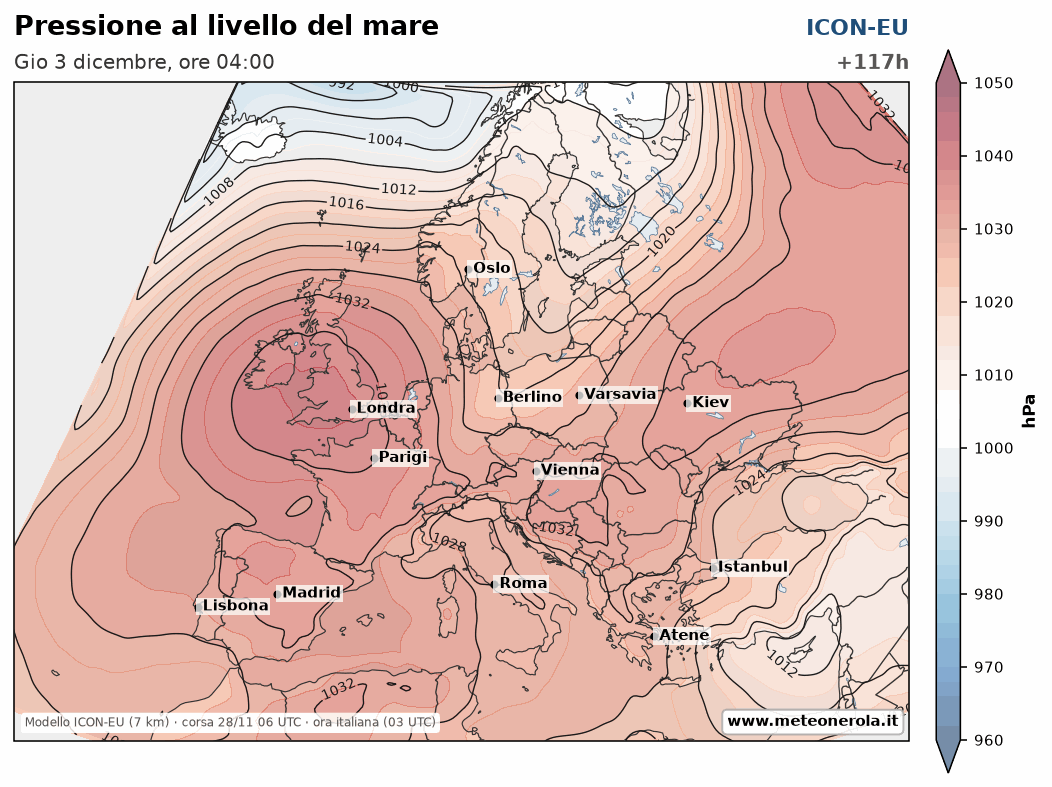 Pressione al livello del mare
ICON-EU
Gio 3 dicembre, ore 04:00
+117h
992
1000
1004
1008
1012
1016
1024
1032
1020
1032
Oslo
1032
Londra
Berlino
Varsavia
Kiev
Parigi
Vienna
1024
1032
1028
Istanbul
Roma
Madrid
Lisbona
Atene
1012
1032
Modello ICON-EU (7 km) · corsa 28/11 06 UTC · ora italiana (03 UTC)
www.meteonerola.it
1050
1040
1030
1020
1010
1000
990
980
970
960
hPa